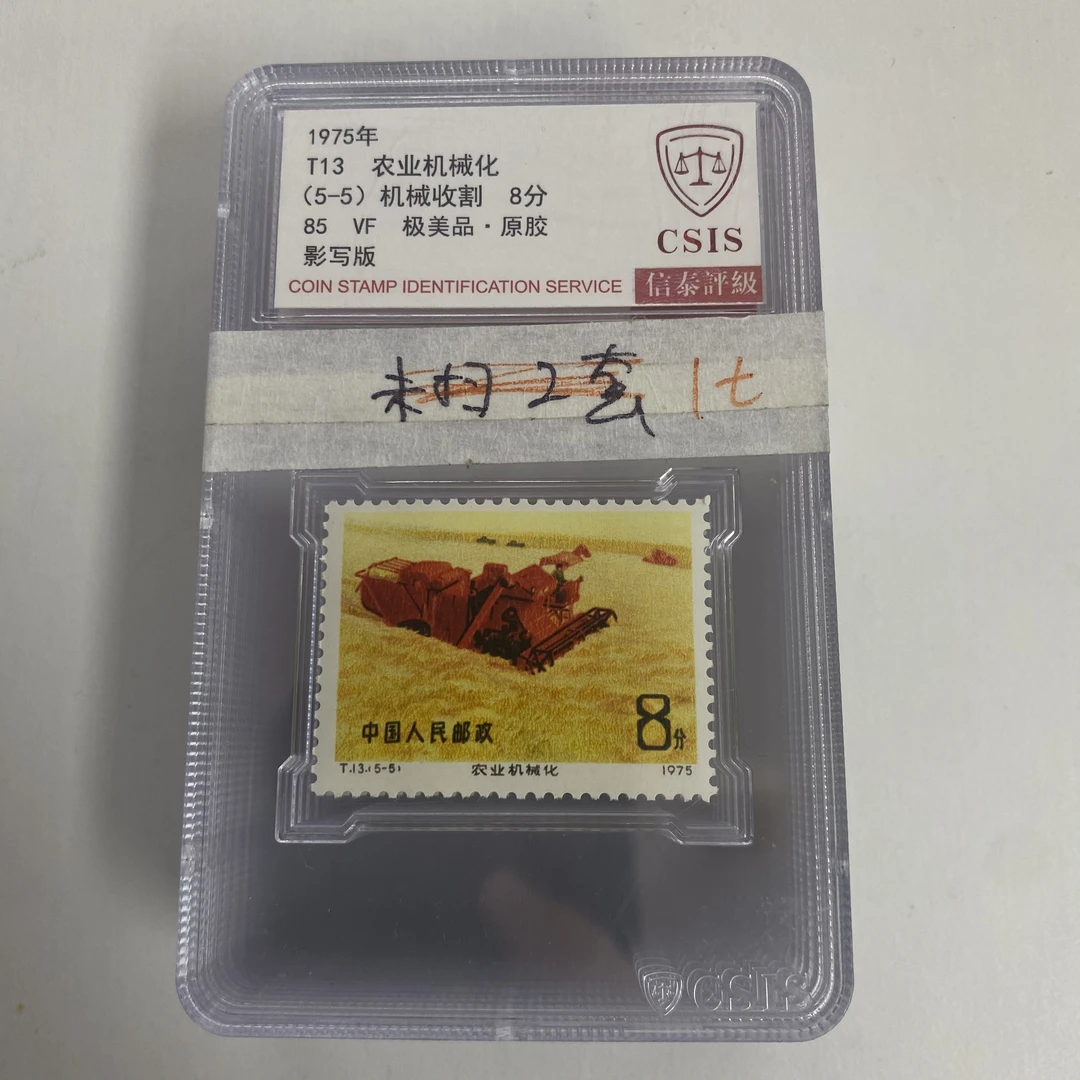 1975年
T13 农业机械化
(5-5) 机械收割 8分
85 VF 极美品·原胶
影写版
CSIS
COIN STAMP IDENTIFICATION SERVICE 信泰評級
2套
中国人民邮政 8分
T.13.(5-5) 农业机械化 1975
CSIS